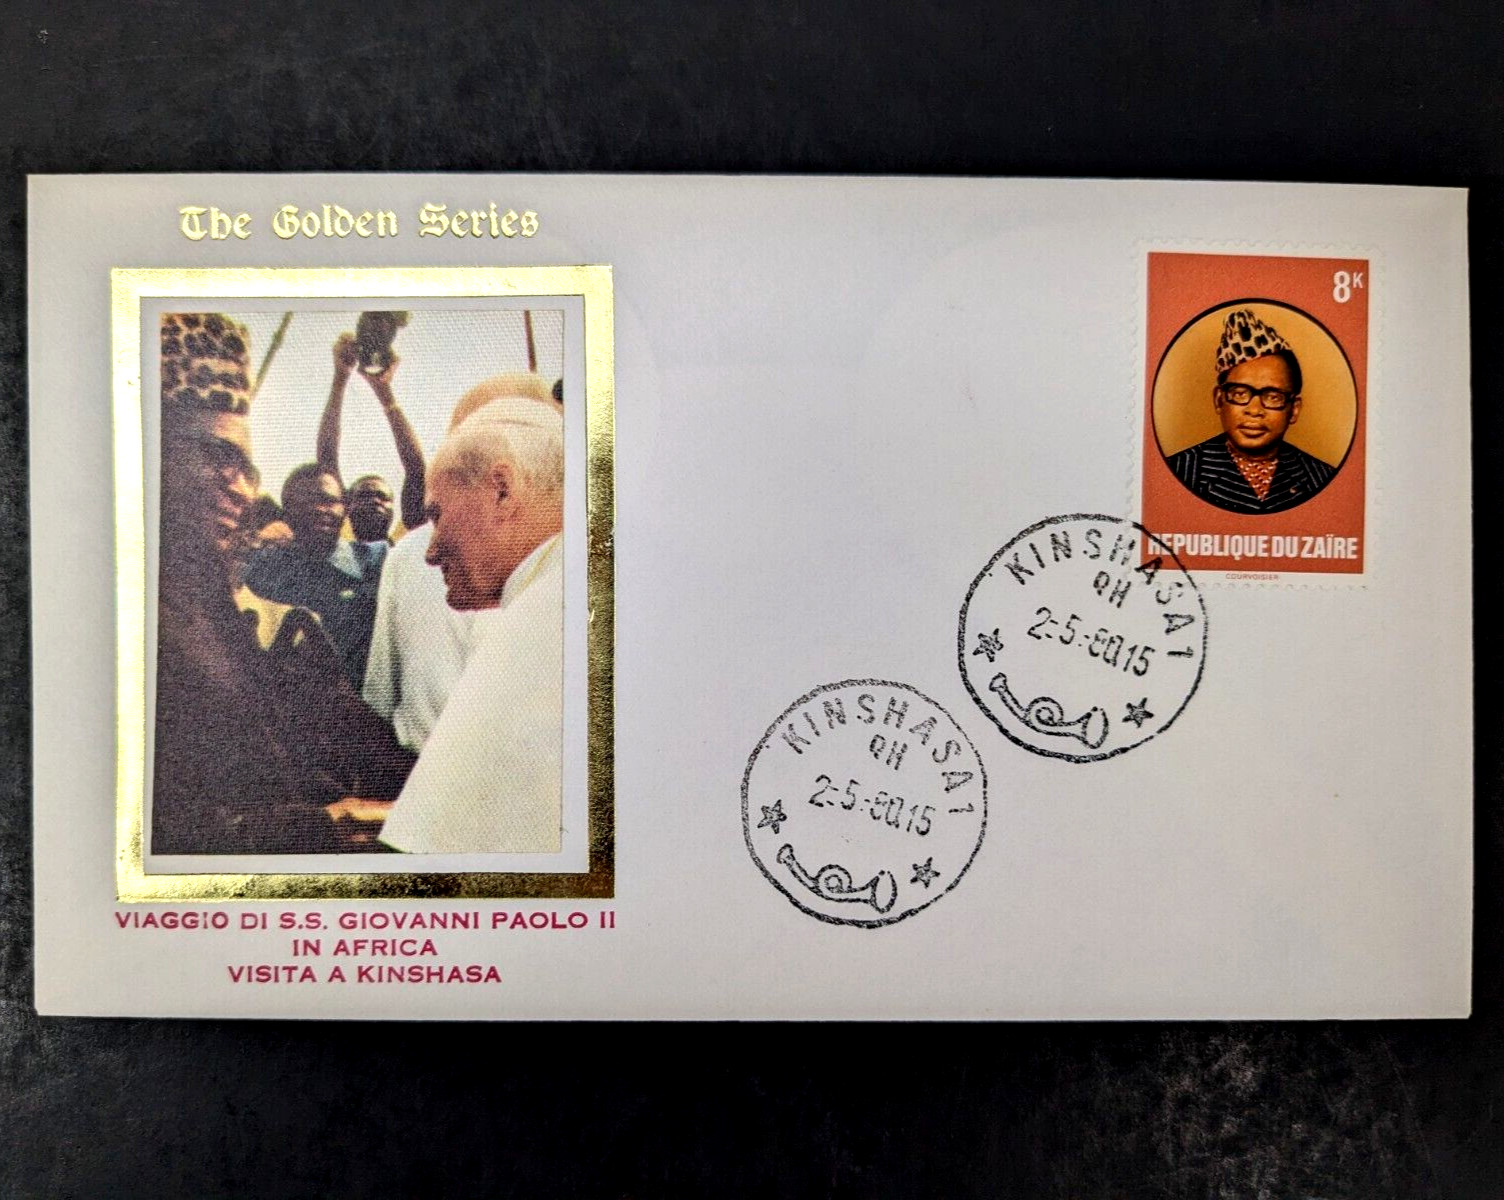 The Golden Series
8K
REPUBLIQUE DU ZAÏRE
COURVOISIER
KINSHASA 1
QH
2-5-80.15
KINSHASA 1
QH
2-5-80.15
VIAGGIO DI S.S. GIOVANNI PAOLO II
IN AFRICA
VISITA A KINSHASA